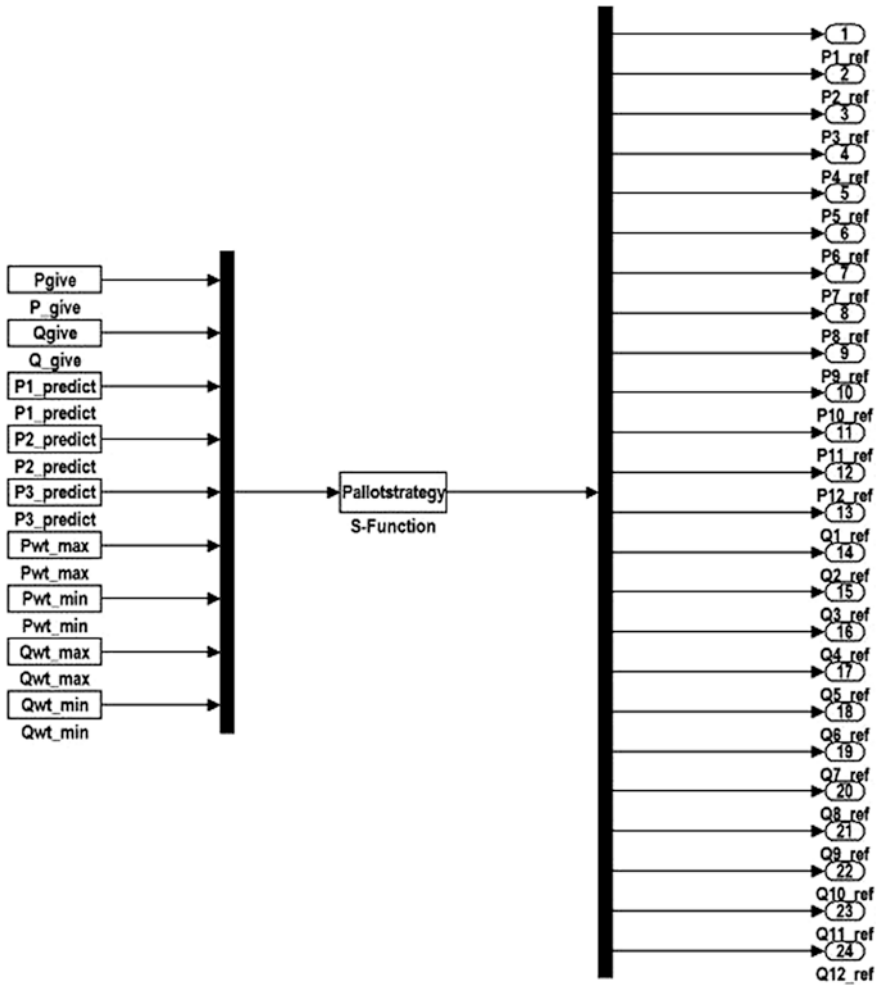 Pgive
P_give
Qgive
Q_give
P1_predict
P1_predict
P2_predict
P2_predict
P3_predict
P3_predict
Pwt_max
Pwt_max
Pwt_min
Pwt_min
Qwt_max
Qwt_max
Qwt_min
Qwt_min
Pallotstrategy
S-Function
1
P1_ref
2
P2_ref
3
P3_ref
4
P4_ref
5
P5_ref
6
P6_ref
7
P7_ref
8
P8_ref
9
P9_ref
10
P10_ref
11
P11_ref
12
P12_ref
13
Q1_ref
14
Q2_ref
15
Q3_ref
16
Q4_ref
17
Q5_ref
18
Q6_ref
19
Q7_ref
20
Q8_ref
21
Q9_ref
22
Q10_ref
23
Q11_ref
24
Q12_ref